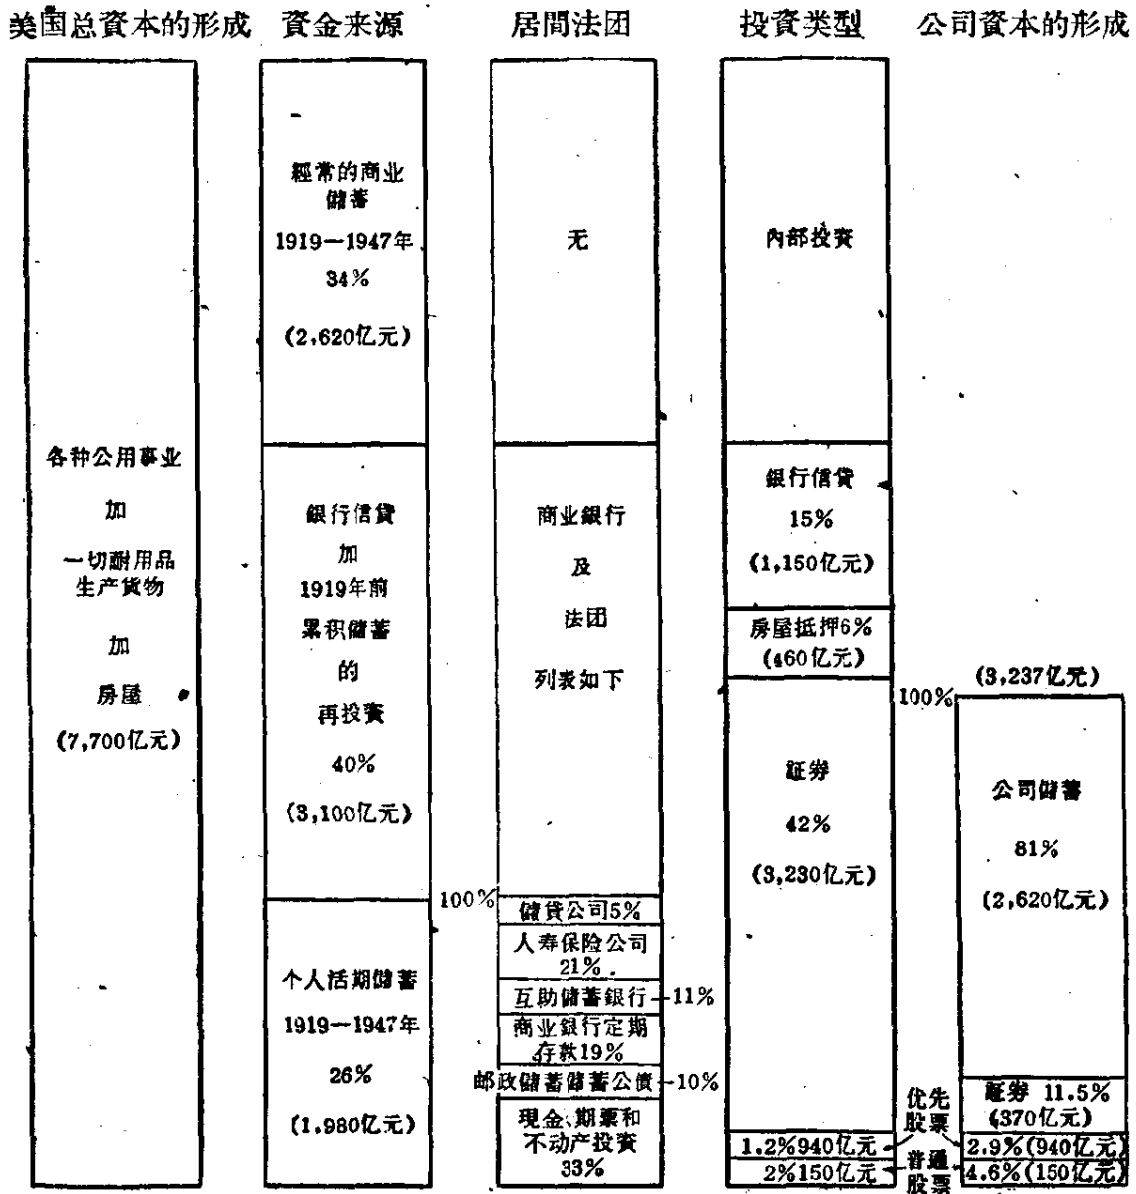 美国总資本的形成
資金来源
居間法团
投資类型
公司資本的形成
各种公用事业
加
一切耐用品
生产貨物
加
房屋
(7,700亿元)
經常的商业
儲蓄
1919—1947年
34%
(2,620亿元)
銀行信貸
加
1919年前
累积儲蓄
的
再投資
40%
(3,100亿元)
个人活期儲蓄
1919—1947年
26%
(1.980亿元)
无
商业銀行
及
法团
列表如下
100%
儲貸公司5%
人寿保险公司
21%
互助儲蓄銀行—11%
商业銀行定期
存款19%
邮政儲蓄儲蓄公債—10%
現金、期票和
不动产投資
33%
內部投資
銀行信貸
15%
(1,150亿元)
房屋抵押6%
(460亿元)
証券
42%
(3,230亿元)
1.2%940亿元
2%150亿元
优先
股票
普通
股票
(3,237亿元)
100%
公司儲蓄
81%
(2,620亿元)
証券 11.5%
(370亿元)
2.9%(940亿元)
4.6%(150亿元)